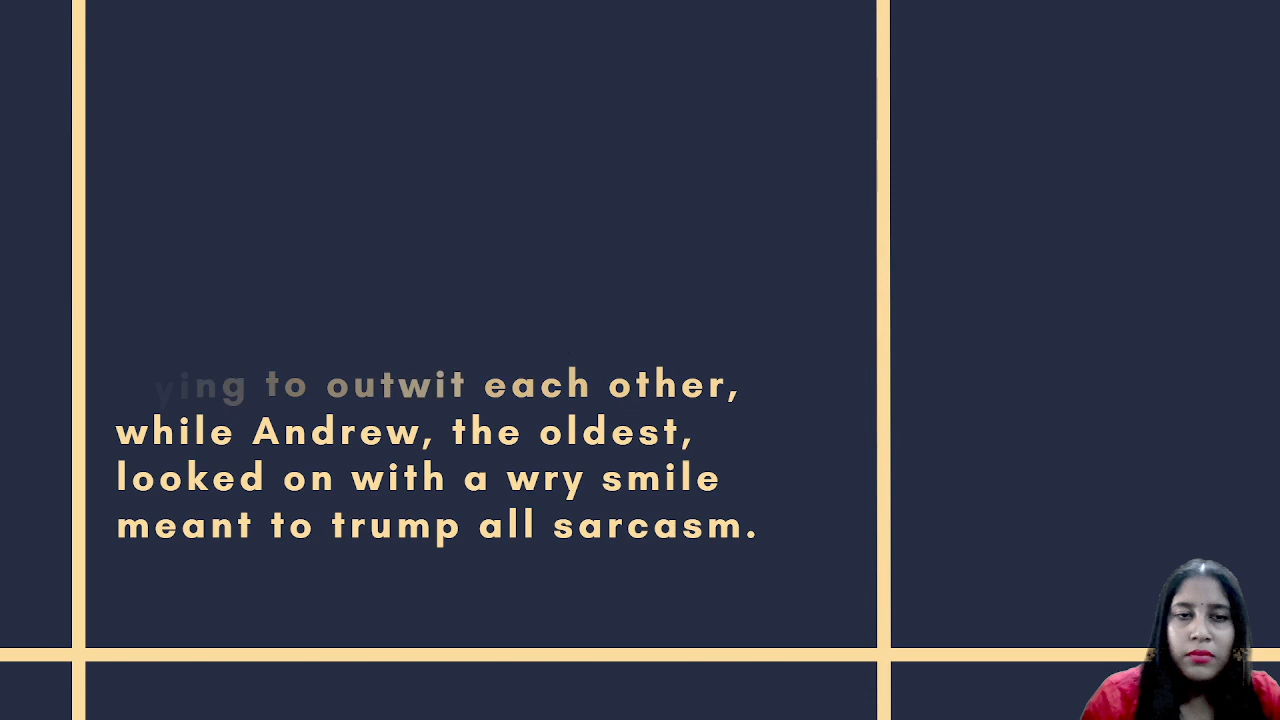 ying to outwit each other,
while Andrew, the oldest,
looked on with a wry smile
meant to trump all sarcasm.